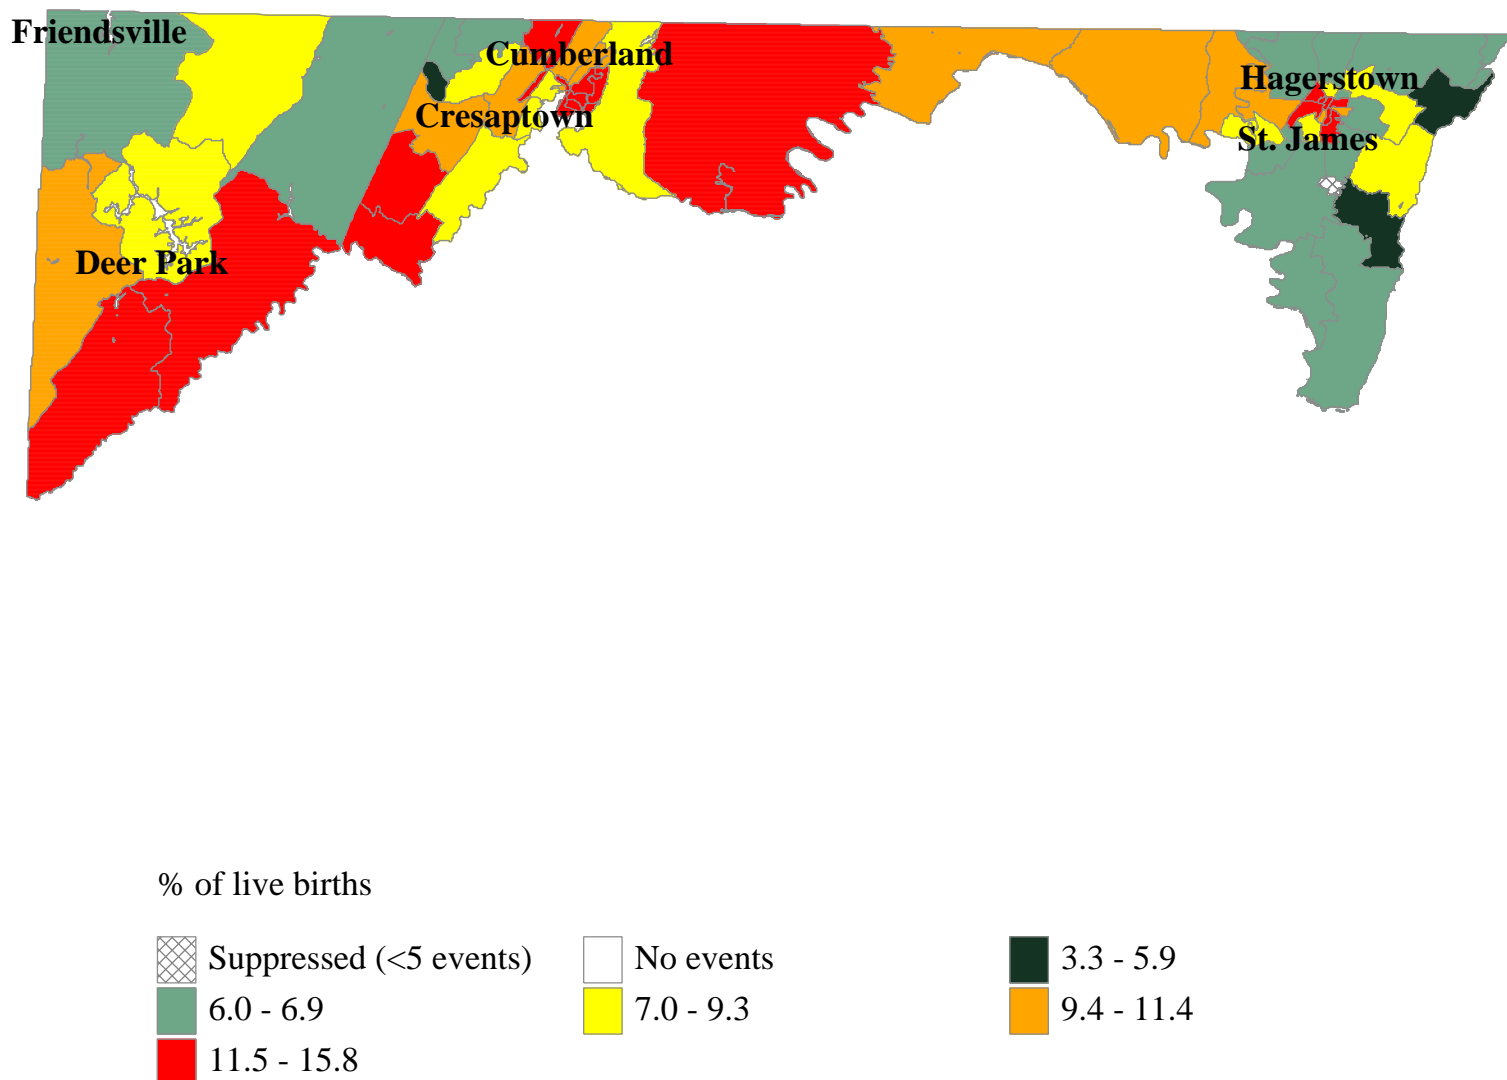 Friendsville
Cumberland
Hagerstown
Cresaptown
St. James
Deer Park
% of live births
Suppressed (<5 events)
No events
3.3 - 5.9
6.0 - 6.9
7.0 - 9.3
9.4 - 11.4
11.5 - 15.8